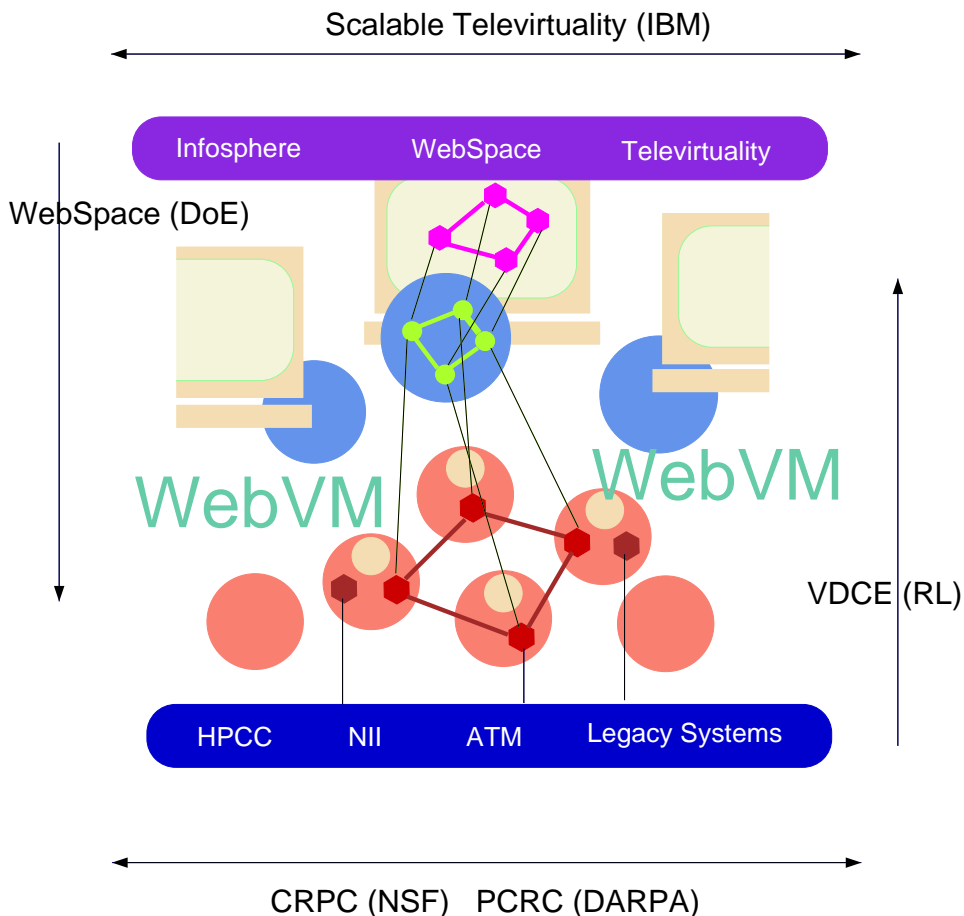 Scalable Televirtuality (IBM)
Infosphere WebSpace Televirtuality
WebSpace (DoE)
WebVM WebVM
VDCE (RL)
HPCC NII ATM Legacy Systems
CRPC (NSF) PCRC (DARPA)